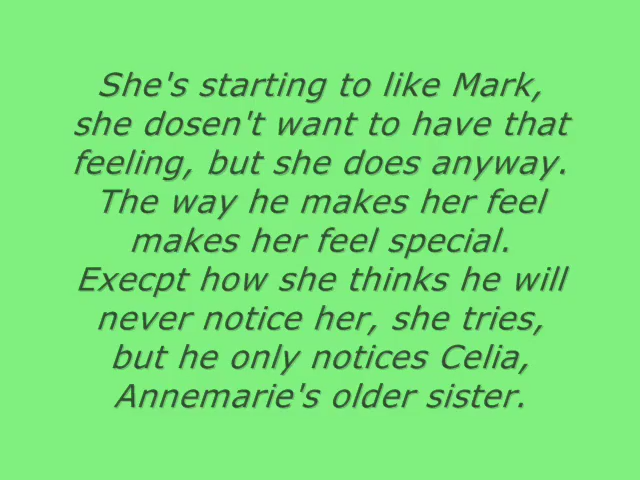 She's starting to like Mark,
she dosen't want to have that
feeling, but she does anyway.
The way he makes her feel
makes her feel special.
Execpt how she thinks he will
never notice her, she tries,
but he only notices Celia,
Annemarie's older sister.